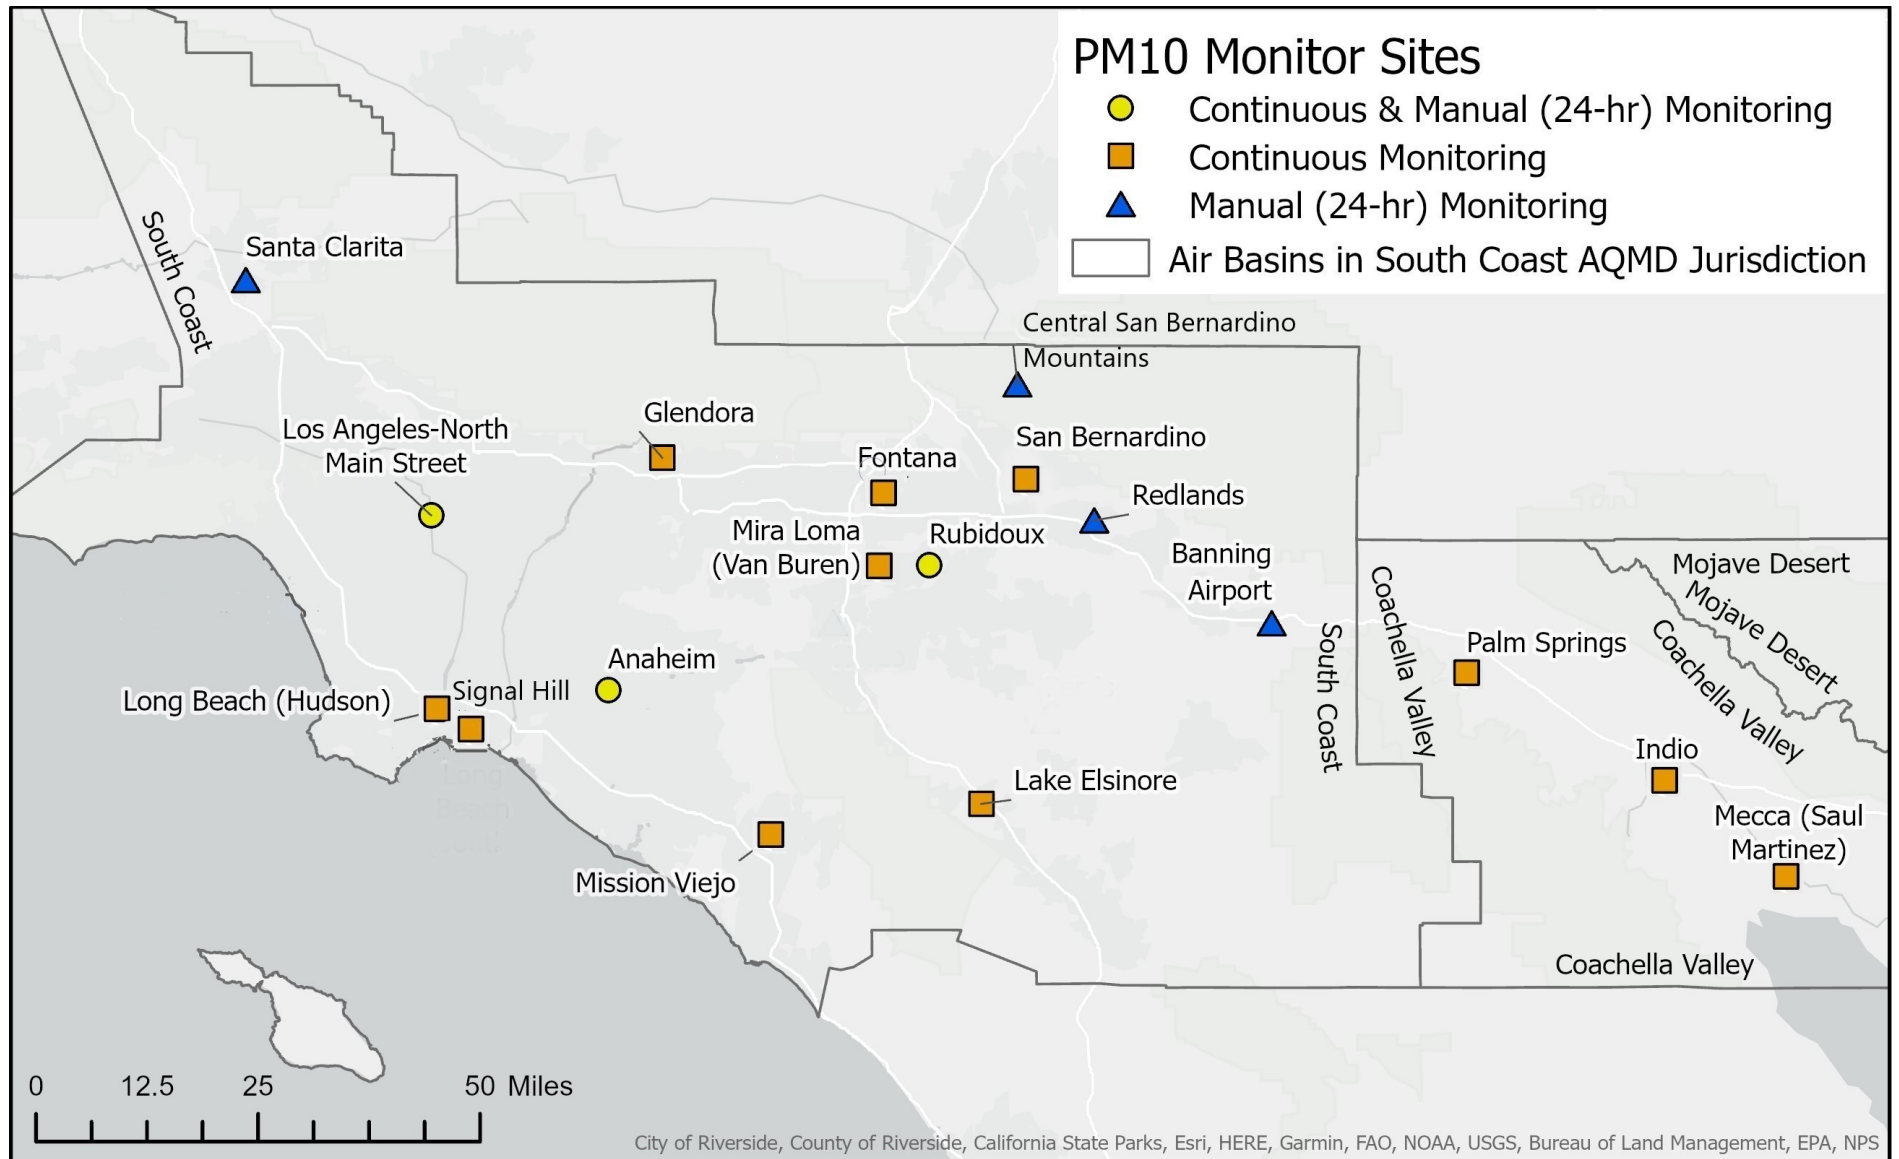 PM10 Monitor Sites
Continuous & Manual (24-hr) Monitoring
Continuous Monitoring
Manual (24-hr) Monitoring
Air Basins in South Coast AQMD Jurisdiction
South Coast
Santa Clarita
Central San Bernardino
Mountains
Los Angeles-North
Main Street
Glendora
Fontana
San Bernardino
Redlands
Mira Loma
(Van Buren)
Rubidoux
Banning
Airport
South Coast
Coachella Valley
Mojave Desert
Mojave Desert
Coachella Valley
Palm Springs
Anaheim
Long Beach (Hudson)
Signal Hill
Long
Beach
Lake Elsinore
Indio
Mecca (Saul
Martinez)
Mission Viejo
Coachella Valley
0 12.5 25 50 Miles
City of Riverside, County of Riverside, California State Parks, Esri, HERE, Garmin, FAO, NOAA, USGS, Bureau of Land Management, EPA, NPS